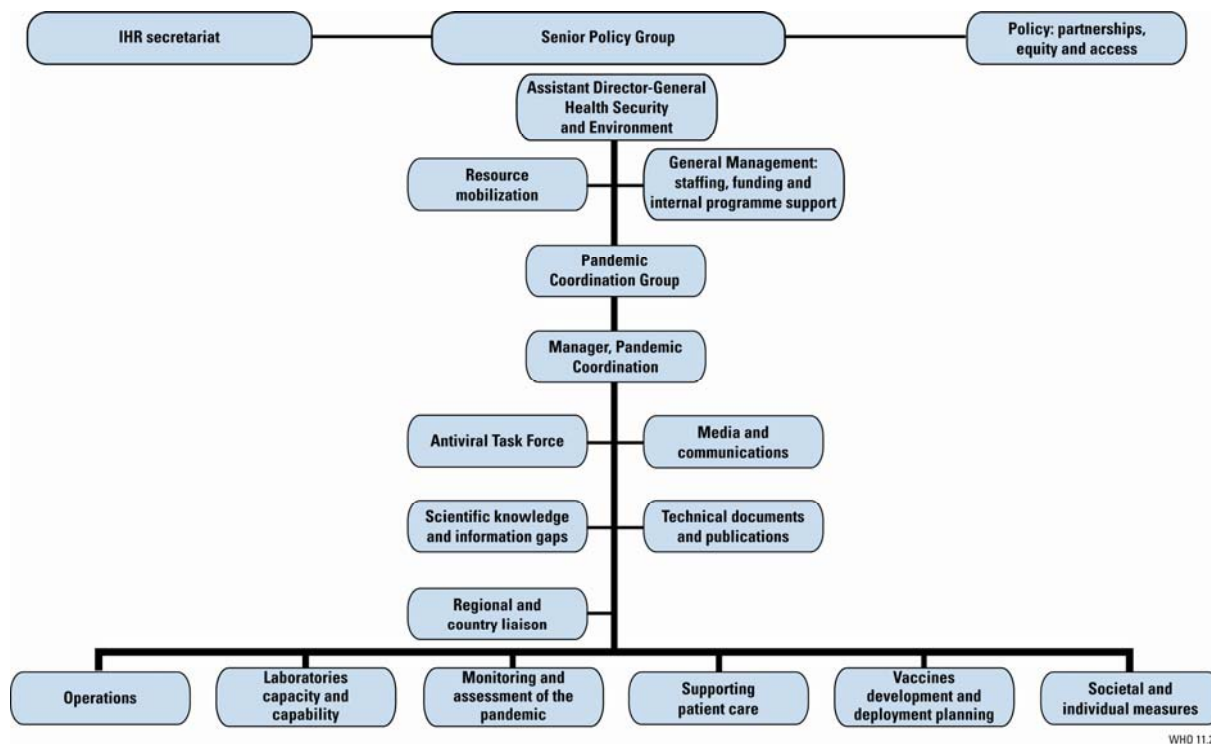 IHR secretariat
Senior Policy Group
Policy: partnerships,
equity and access
Assistant Director-General
Health Security
and Environment
Resource
mobilization
General Management:
staffing, funding and
internal programme support
Pandemic
Coordination Group
Manager, Pandemic
Coordination
Antiviral Task Force
Media and
communications
Scientific knowledge
and information gaps
Technical documents
and publications
Regional and
country liaison
Operations
Laboratories
capacity and
capability
Monitoring and
assessment of the
pandemic
Supporting
patient care
Vaccines
development and
deployment planning
Societal and
individual measures
WHO